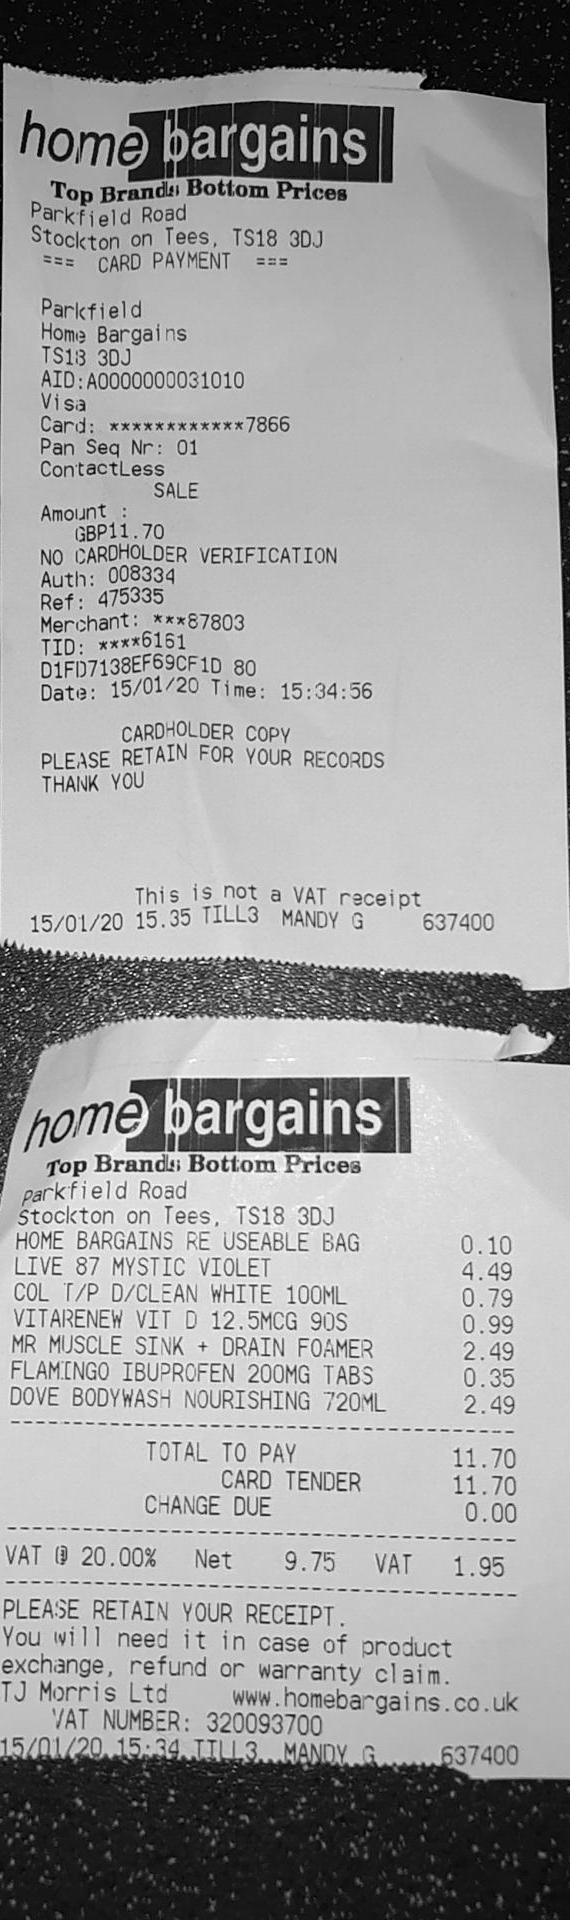 home bargains
Top Brands Bottom Prices
Parkfield Road
Stockton on Tees, TS18 3DJ
=== CARD PAYMENT ===
Parkfield
Home Bargains
TS18 3DJ
AID:A0000000031010
Visa
Card: ************7866
Pan Seq Nr: 01
ContactLess
SALE
Amount :
GBP11.70
NO CARDHOLDER VERIFICATION
Auth: 008334
Ref: 475335
Merchant: ***87803
TID: ****6161
D1FD7138EF69CF1D 80
Date: 15/01/20 Time: 15:34:56
CARDHOLDER COPY
PLEASE RETAIN FOR YOUR RECORDS
THANK YOU
This is not a VAT receipt
15/01/20 15.35 TILL3 MANDY G 637400
home bargains
Top Brands Bottom Prices
Parkfield Road
Stockton on Tees, TS18 3DJ
HOME BARGAINS RE USEABLE BAG 0.10
LIVE 87 MYSTIC VIOLET 4.49
COL T/P D/CLEAN WHITE 100ML 0.79
VITARENEW VIT D 12.5MCG 90S 0.99
MR MUSCLE SINK + DRAIN FOAMER 2.49
FLAMINGO IBUPROFEN 200MG TABS 0.35
DOVE BODYWASH NOURISHING 720ML 2.49
TOTAL TO PAY 11.70
CARD TENDER 11.70
CHANGE DUE 0.00
VAT @ 20.00% Net 9.75 VAT 1.95
PLEASE RETAIN YOUR RECEIPT.
You will need it in case of product
exchange, refund or warranty claim.
TJ Morris Ltd www.homebargains.co.uk
VAT NUMBER: 320093700
15/01/20 15:34 TILL3 MANDY G 637400